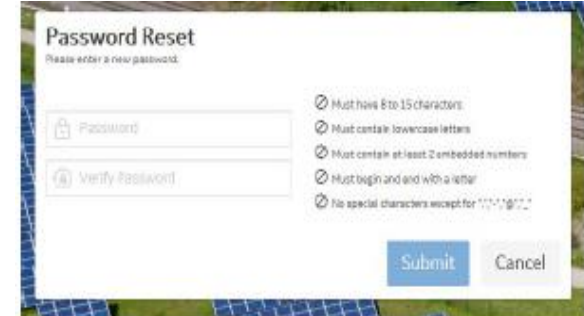 Password Reset
Please enter a new password.
Password
Verify Password
Must have 8 to 15 characters
Must contain lowercase letters
Must contain at least 2 embedded numbers
Must begin and end with a letter
No special characters except for
Submit
Cancel